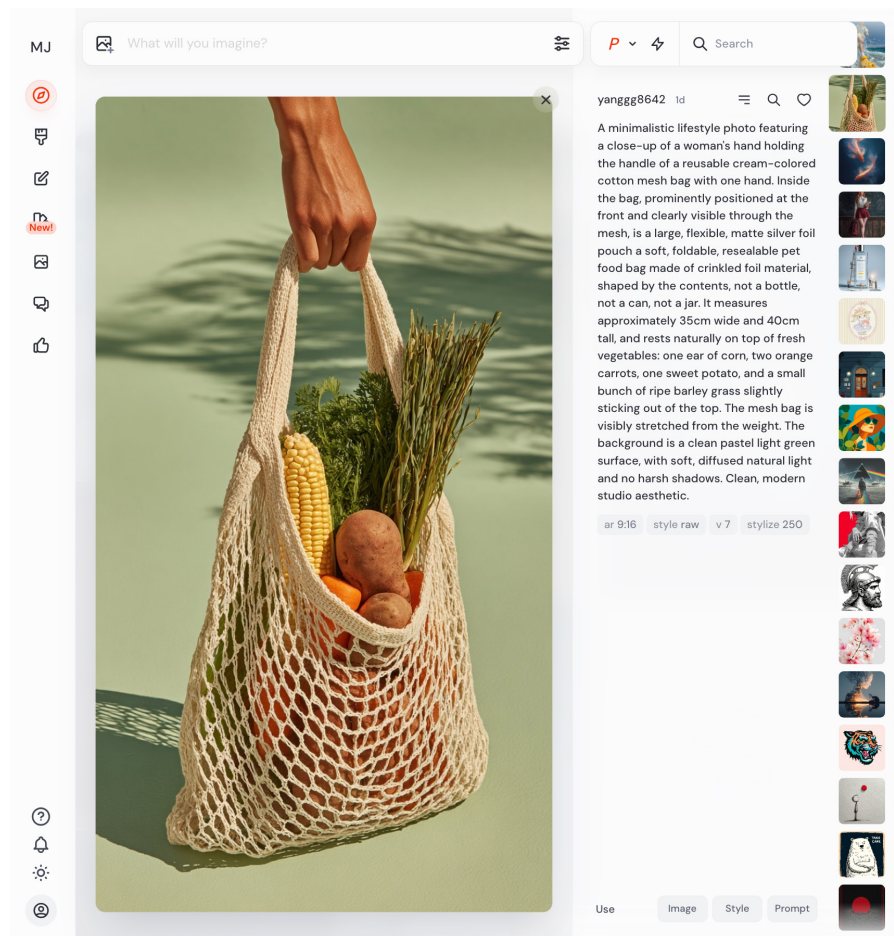 MJ
What will you imagine?
P
Search
New!
yanggg8642 1d
A minimalistic lifestyle photo featuring
a close-up of a woman's hand holding
the handle of a reusable cream-colored
cotton mesh bag with one hand. Inside
the bag, prominently positioned at the
front and clearly visible through the
mesh, is a large, flexible, matte silver foil
pouch a soft, foldable, resealable pet
food bag made of crinkled foil material,
shaped by the contents, not a bottle,
not a can, not a jar. It measures
approximately 35cm wide and 40cm
tall, and rests naturally on top of fresh
vegetables: one ear of corn, two orange
carrots, one sweet potato, and a small
bunch of ripe barley grass slightly
sticking out of the top. The mesh bag is
visibly stretched from the weight. The
background is a clean pastel light green
surface, with soft, diffused natural light
and no harsh shadows. Clean, modern
studio aesthetic.
ar 9:16 style raw v 7 stylize 250
TAKE
CARE
Use Image Style Prompt